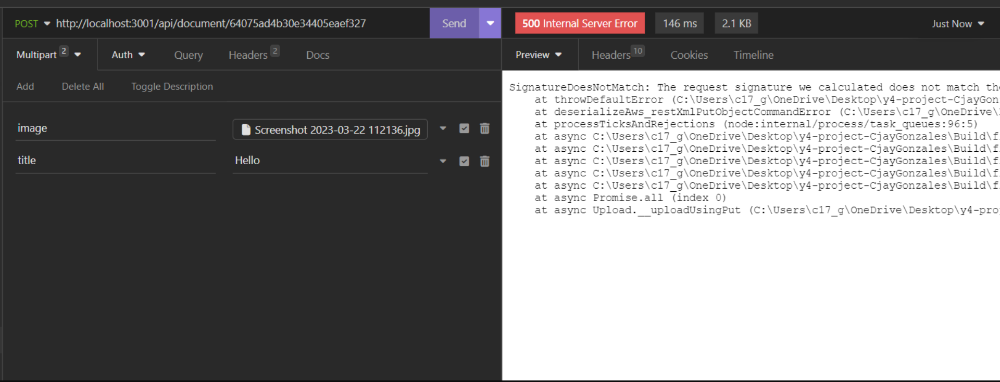 POST http://localhost:3001/api/document/64075ad4b30e34405eaef327 Send
Multipart 2 Auth Query Headers 2 Docs
Add Delete All Toggle Description
image Screenshot 2023-03-22 112136.jpg
title Hello
500 Internal Server Error 146 ms 2.1 KB Just Now
Preview Headers 10 Cookies Timeline
SignatureDoesNotMatch: The request signature we calculated does not match the
at throwDefaultError (C:\Users\c17_g\OneDrive\Desktop\y4-project-CjayGon
at deserializeAws_restXmlPutObjectCommandError (C:\Users\c17_g\OneDrive\
at processTicksAndRejections (node:internal/process/task_queues:96:5)
at async C:\Users\c17_g\OneDrive\Desktop\y4-project-CjayGonzales\Build\f
at async C:\Users\c17_g\OneDrive\Desktop\y4-project-CjayGonzales\Build\f
at async C:\Users\c17_g\OneDrive\Desktop\y4-project-CjayGonzales\Build\f
at async C:\Users\c17_g\OneDrive\Desktop\y4-project-CjayGonzales\Build\f
at async C:\Users\c17_g\OneDrive\Desktop\y4-project-CjayGonzales\Build\f
at async Promise.all (index 0)
at async Upload.__uploadUsingPut (C:\Users\c17_g\OneDrive\Desktop\y4-pro